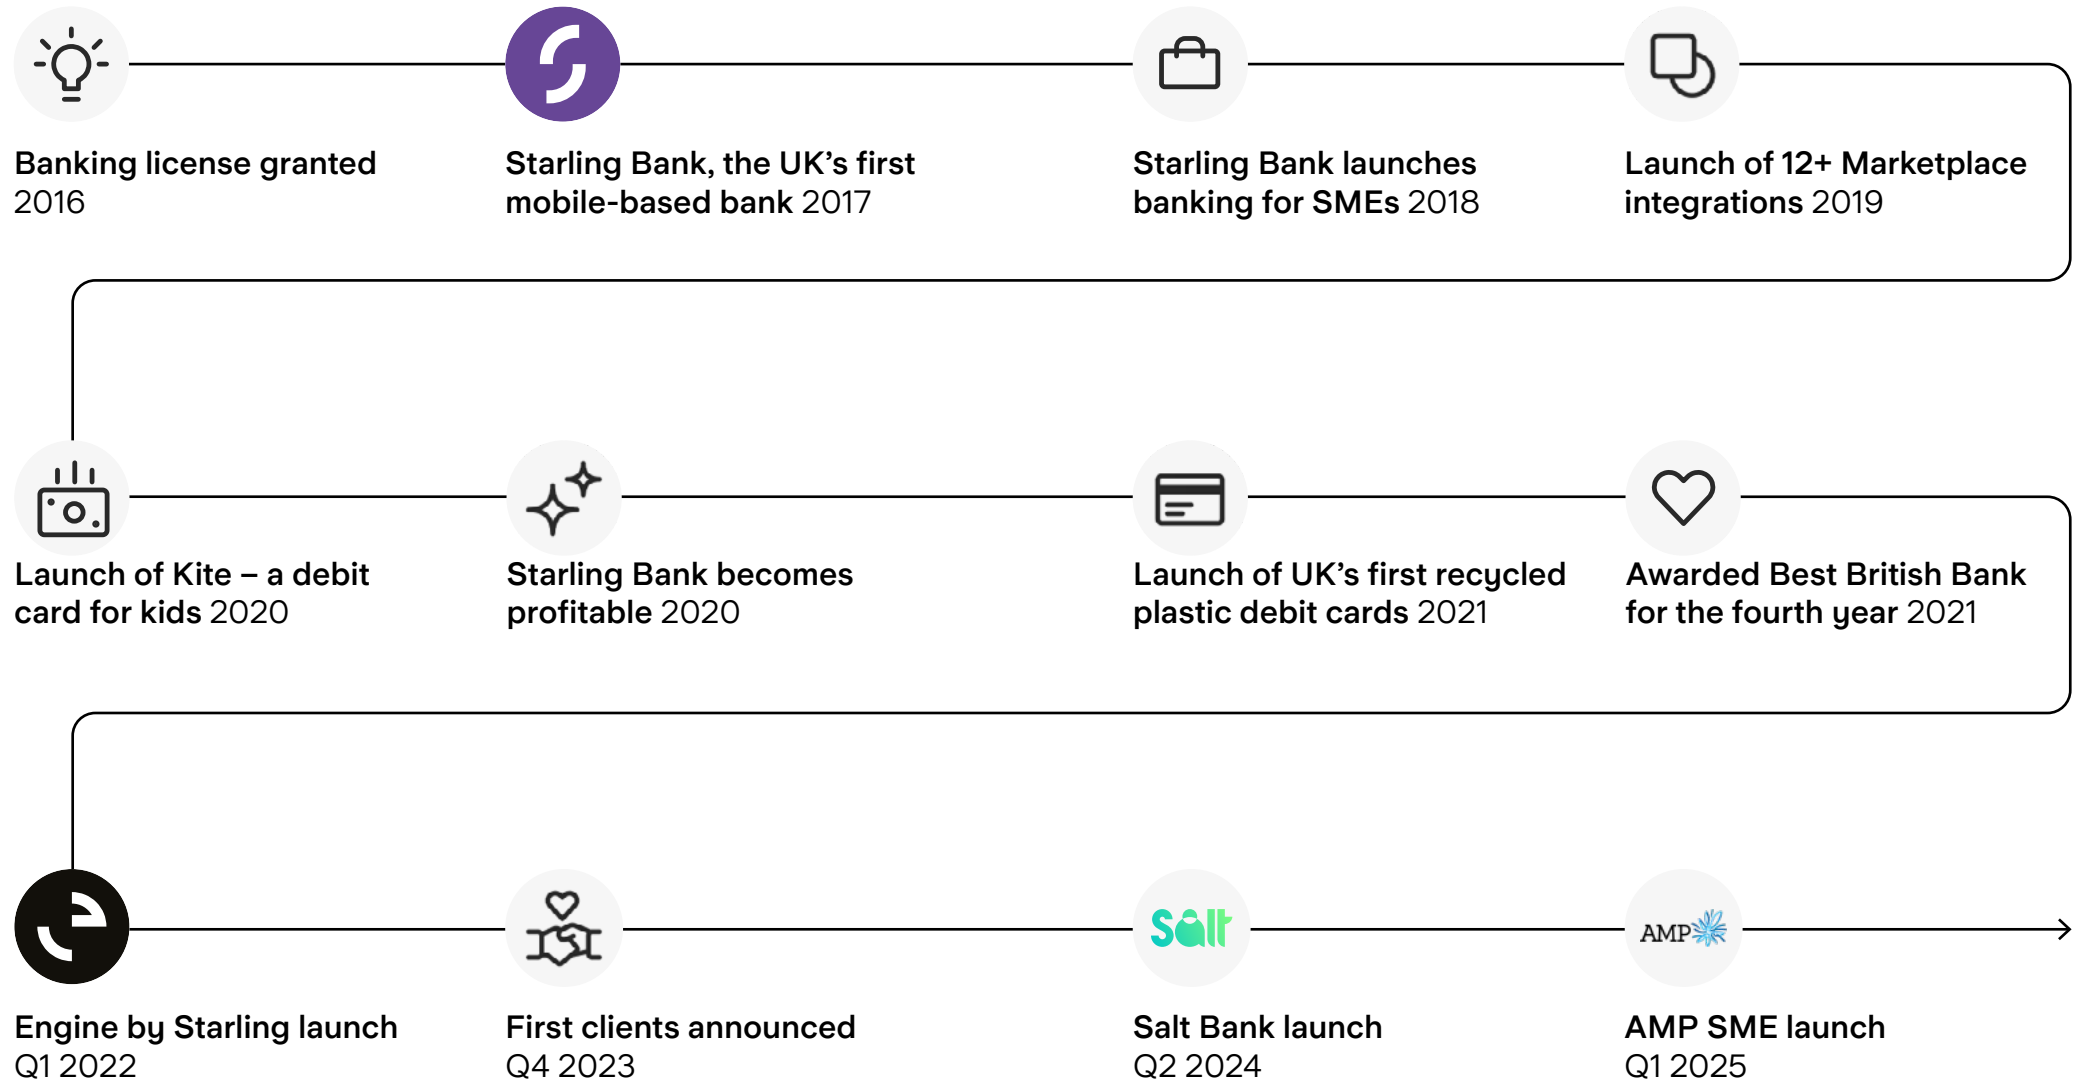 Banking license granted
2016
Starling Bank, the UK’s first
mobile-based bank 2017
Starling Bank launches
banking for SMEs 2018
Launch of 12+ Marketplace
integrations 2019
Launch of Kite – a debit
card for kids 2020
Starling Bank becomes
profitable 2020
Launch of UK’s first recycled
plastic debit cards 2021
Awarded Best British Bank
for the fourth year 2021
Salt
AMP
Engine by Starling launch
Q1 2022
First clients announced
Q4 2023
Salt Bank launch
Q2 2024
AMP SME launch
Q1 2025